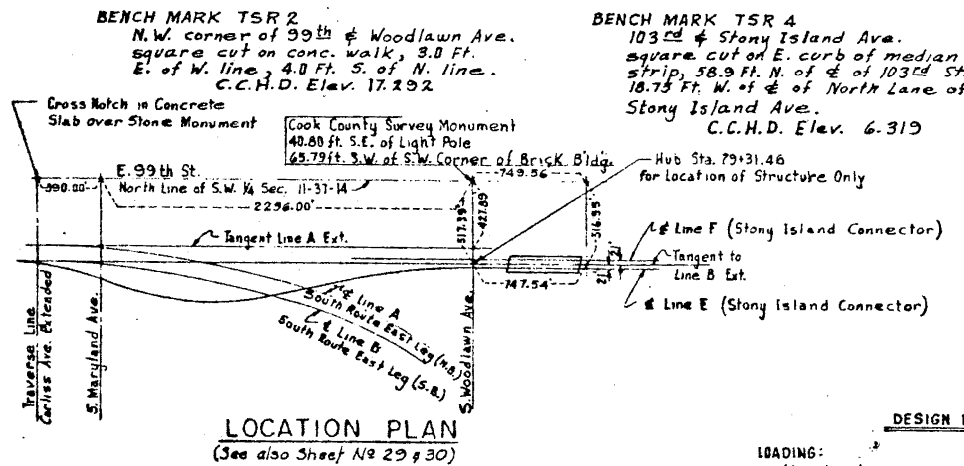 BENCH MARK TSR 2
N.W. corner of 99th & Woodlawn Ave.
square cut on conc. walk, 3.0 Ft.
E. of W. line, 4.0 Ft. S. of N. line.
C.C.H.D. Elev. 17.292
BENCH MARK TSR 4
103rd & Stony Island Ave.
square cut on E. curb of median
strip, 58.9 Ft. N. of ℄ of 103rd St.
18.75 Ft. W. of ℄ of North Lane of
Stony Island Ave.
C.C.H.D. Elev. 6.319
Cross Notch in Concrete
Slab over Stone Monument
Cook County Survey Monument
40.80 ft. S.E. of Light Pole
65.79 ft. S.W. of S.W. Corner of Brick B'ldg.
Hub Sta. 79+31.46
for Location of Structure Only
E. 99th St.
390.00'
North Line of S.W. ¼ Sec. 11-37-14
2296.00'
749.56
517.39'
427.89'
516.95'
Tangent Line A Ext.
℄ Line F (Stony Island Connector)
Tangent to
Line B Ext.
℄ Line E (Stony Island Connector)
21'
21'
747.54'
℄ Line A
South Route East Leg (N.B.)
℄ Line B
South Route East Leg (S.B.)
Traverse Line
Corliss Ave. Extended
S. Maryland Ave.
S. Woodlawn Ave.
LOCATION PLAN
(See also Sheet Nº 29 & 30)
DESIGN
LOADING: